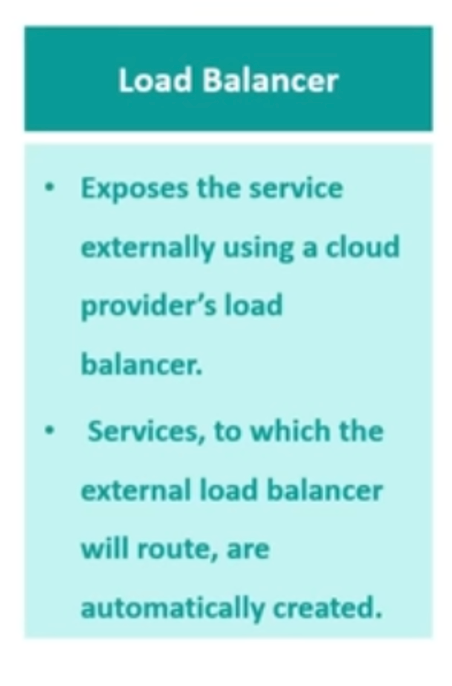 Load Balancer
• Exposes the service
externally using a cloud
provider's load
balancer.
• Services, to which the
external load balancer
will route, are
automatically created.